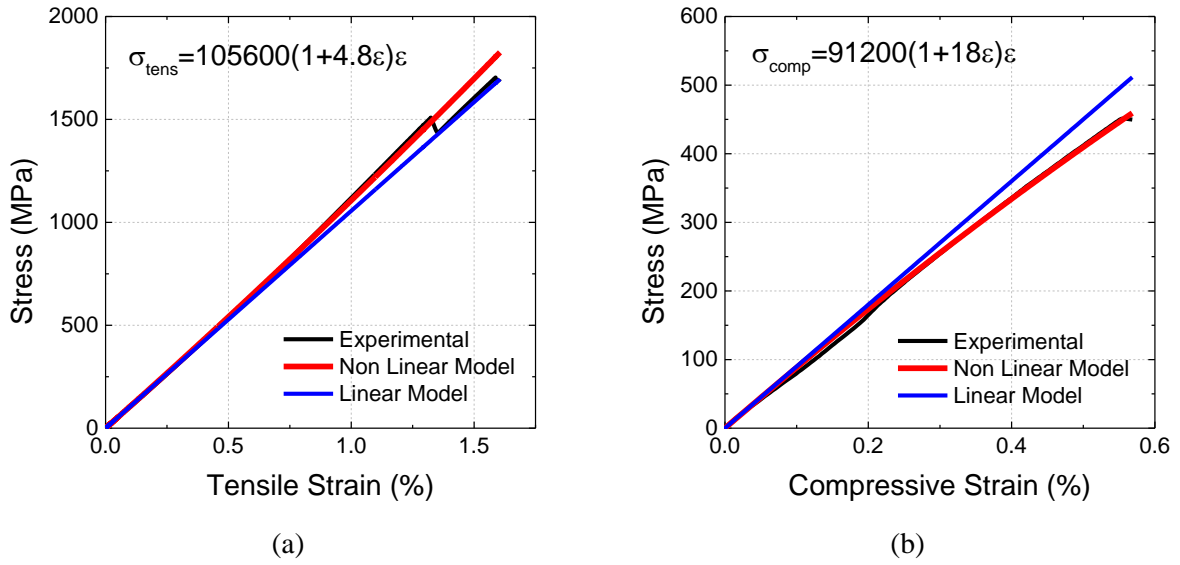 σtens=105600(1+4.8ε)ε
2000
1500
1000
500
0
Stress (MPa)
Experimental
Non Linear Model
Linear Model
0.0 0.5 1.0 1.5
Tensile Strain (%)
(a)
σcomp=91200(1+18ε)ε
600
500
400
300
200
100
0
Stress (MPa)
Experimental
Non Linear Model
Linear Model
0.0 0.2 0.4 0.6
Compressive Strain (%)
(b)